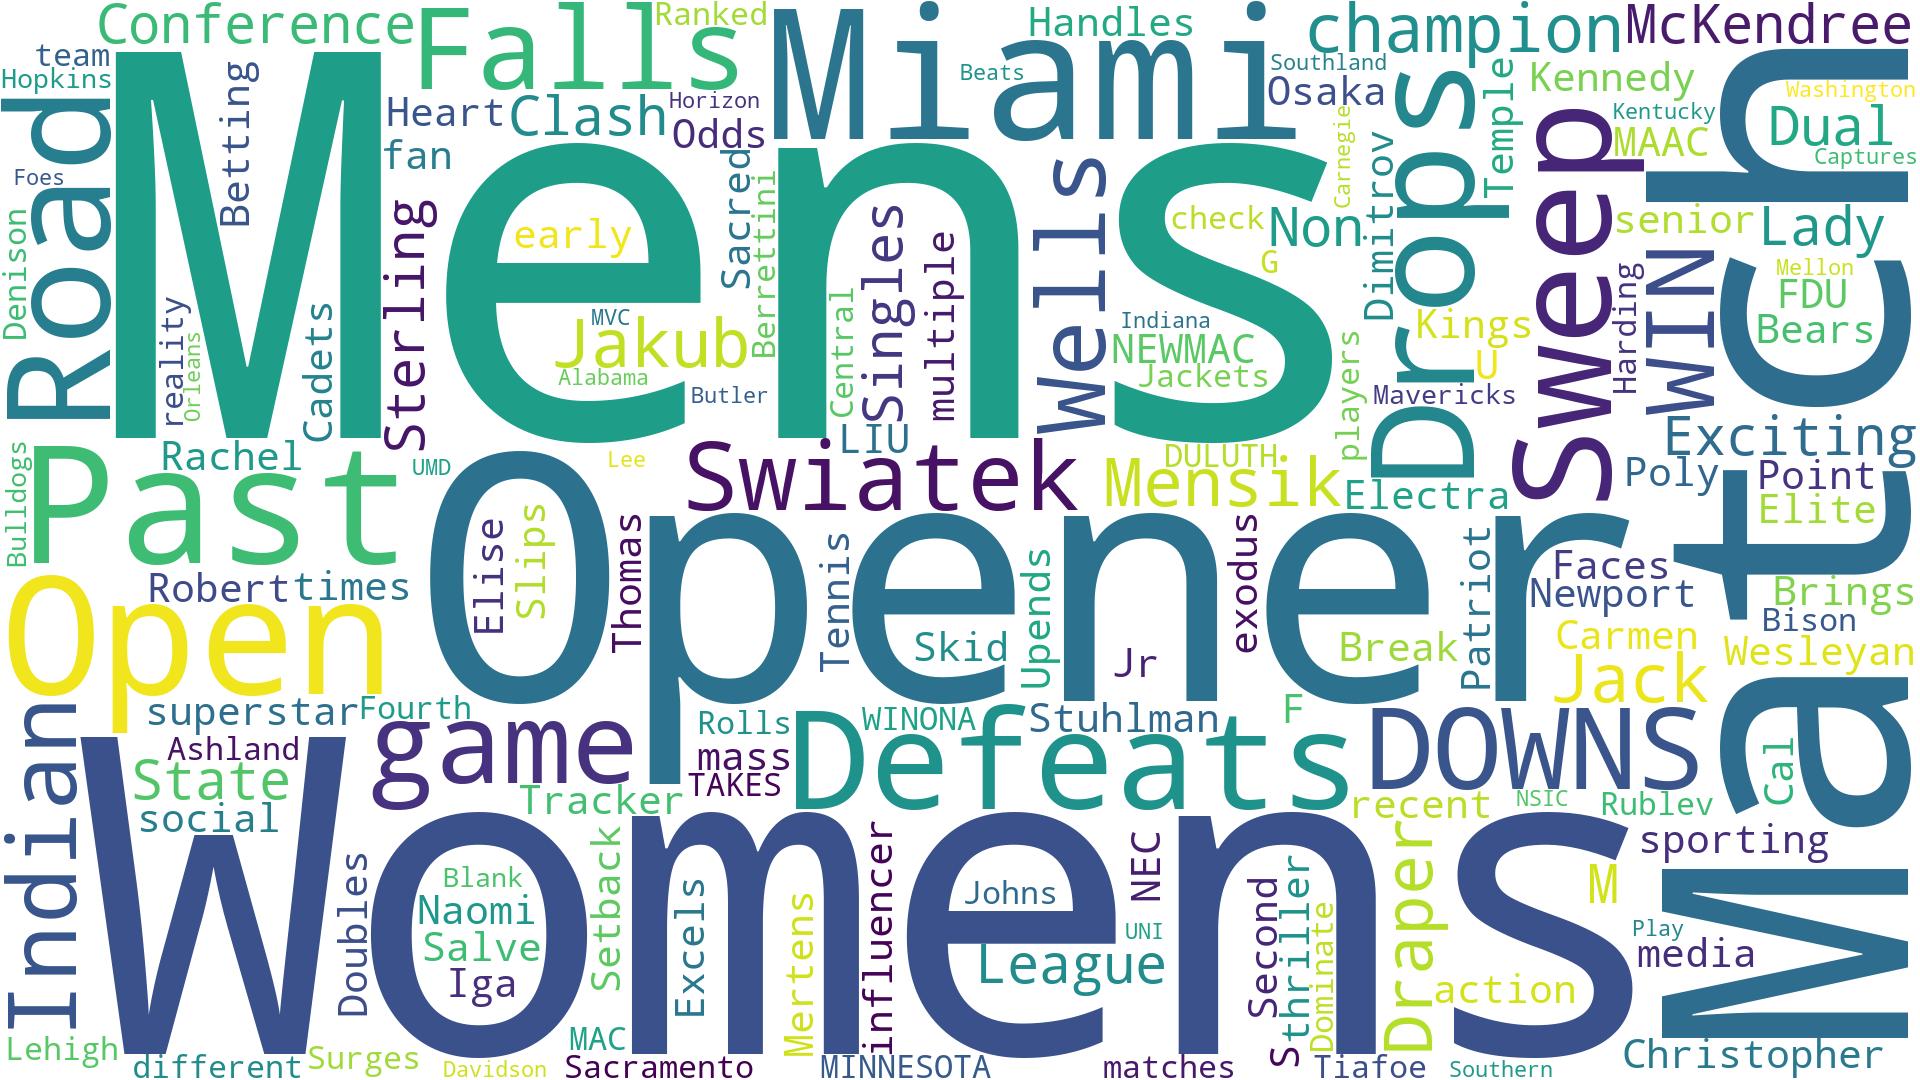 Conference
Falls
Ranked
Miami
Handles
champion
McKendree
team
Hopkins
Road
Mens
Betting
Heart
fan
Clash
Horizon
Odds
Beats
Southland
Osaka
Drops
Temple
Kennedy
Washington
Kentucky
MAAC
Dual
Captures
Match
Foes
Denison
reality
Orleans
Cadets
Sterling
early
MVC
Jakub
Alabama
Sacred
Berrettini
Butler
Central
Singles
multiple
Wells
Indiana
NEWMAC
Jackets
check
Non
G
Carnegie
Dimitrov
players
Kings
U
Mavericks
Sweep
Harding
WIN
senior
Lady
Mellon
FDU
Bears
Past
Bulldogs
Rachel
UMD
Lee
LIU
Swiatek
DULUTH
Mensik
Electra
Exciting
Poly
Point
Elite
Open
Robert
times
Opener
Elise
Slips
Thomas
Tennis
Skid
Upends
Jr
exodus
Break
Patriot
Faces
Newport
Carmen
Jack
Brings
Bison
Wesleyan
Indian
superstar
Fourth
Ashland
State
social
game
Rolls
mass
TAKES
Tracker
WINONA
Defeats
Stuhlman
F
DOWNS
recent
NSIC
Rublev
Cal
sporting
Womens
Doubles
Blank
Naomi
Salve
Iga
Setback
Excels
Mertens
influencer
Johns
League
NEC
UNI
Second
S
thriller
Dominate
Draper
action
M
Play
media
Lehigh
different
Surges
Davidson
MAC
Sacramento
MINNESOTA
matches
Tiafoe
Southern
Christopher